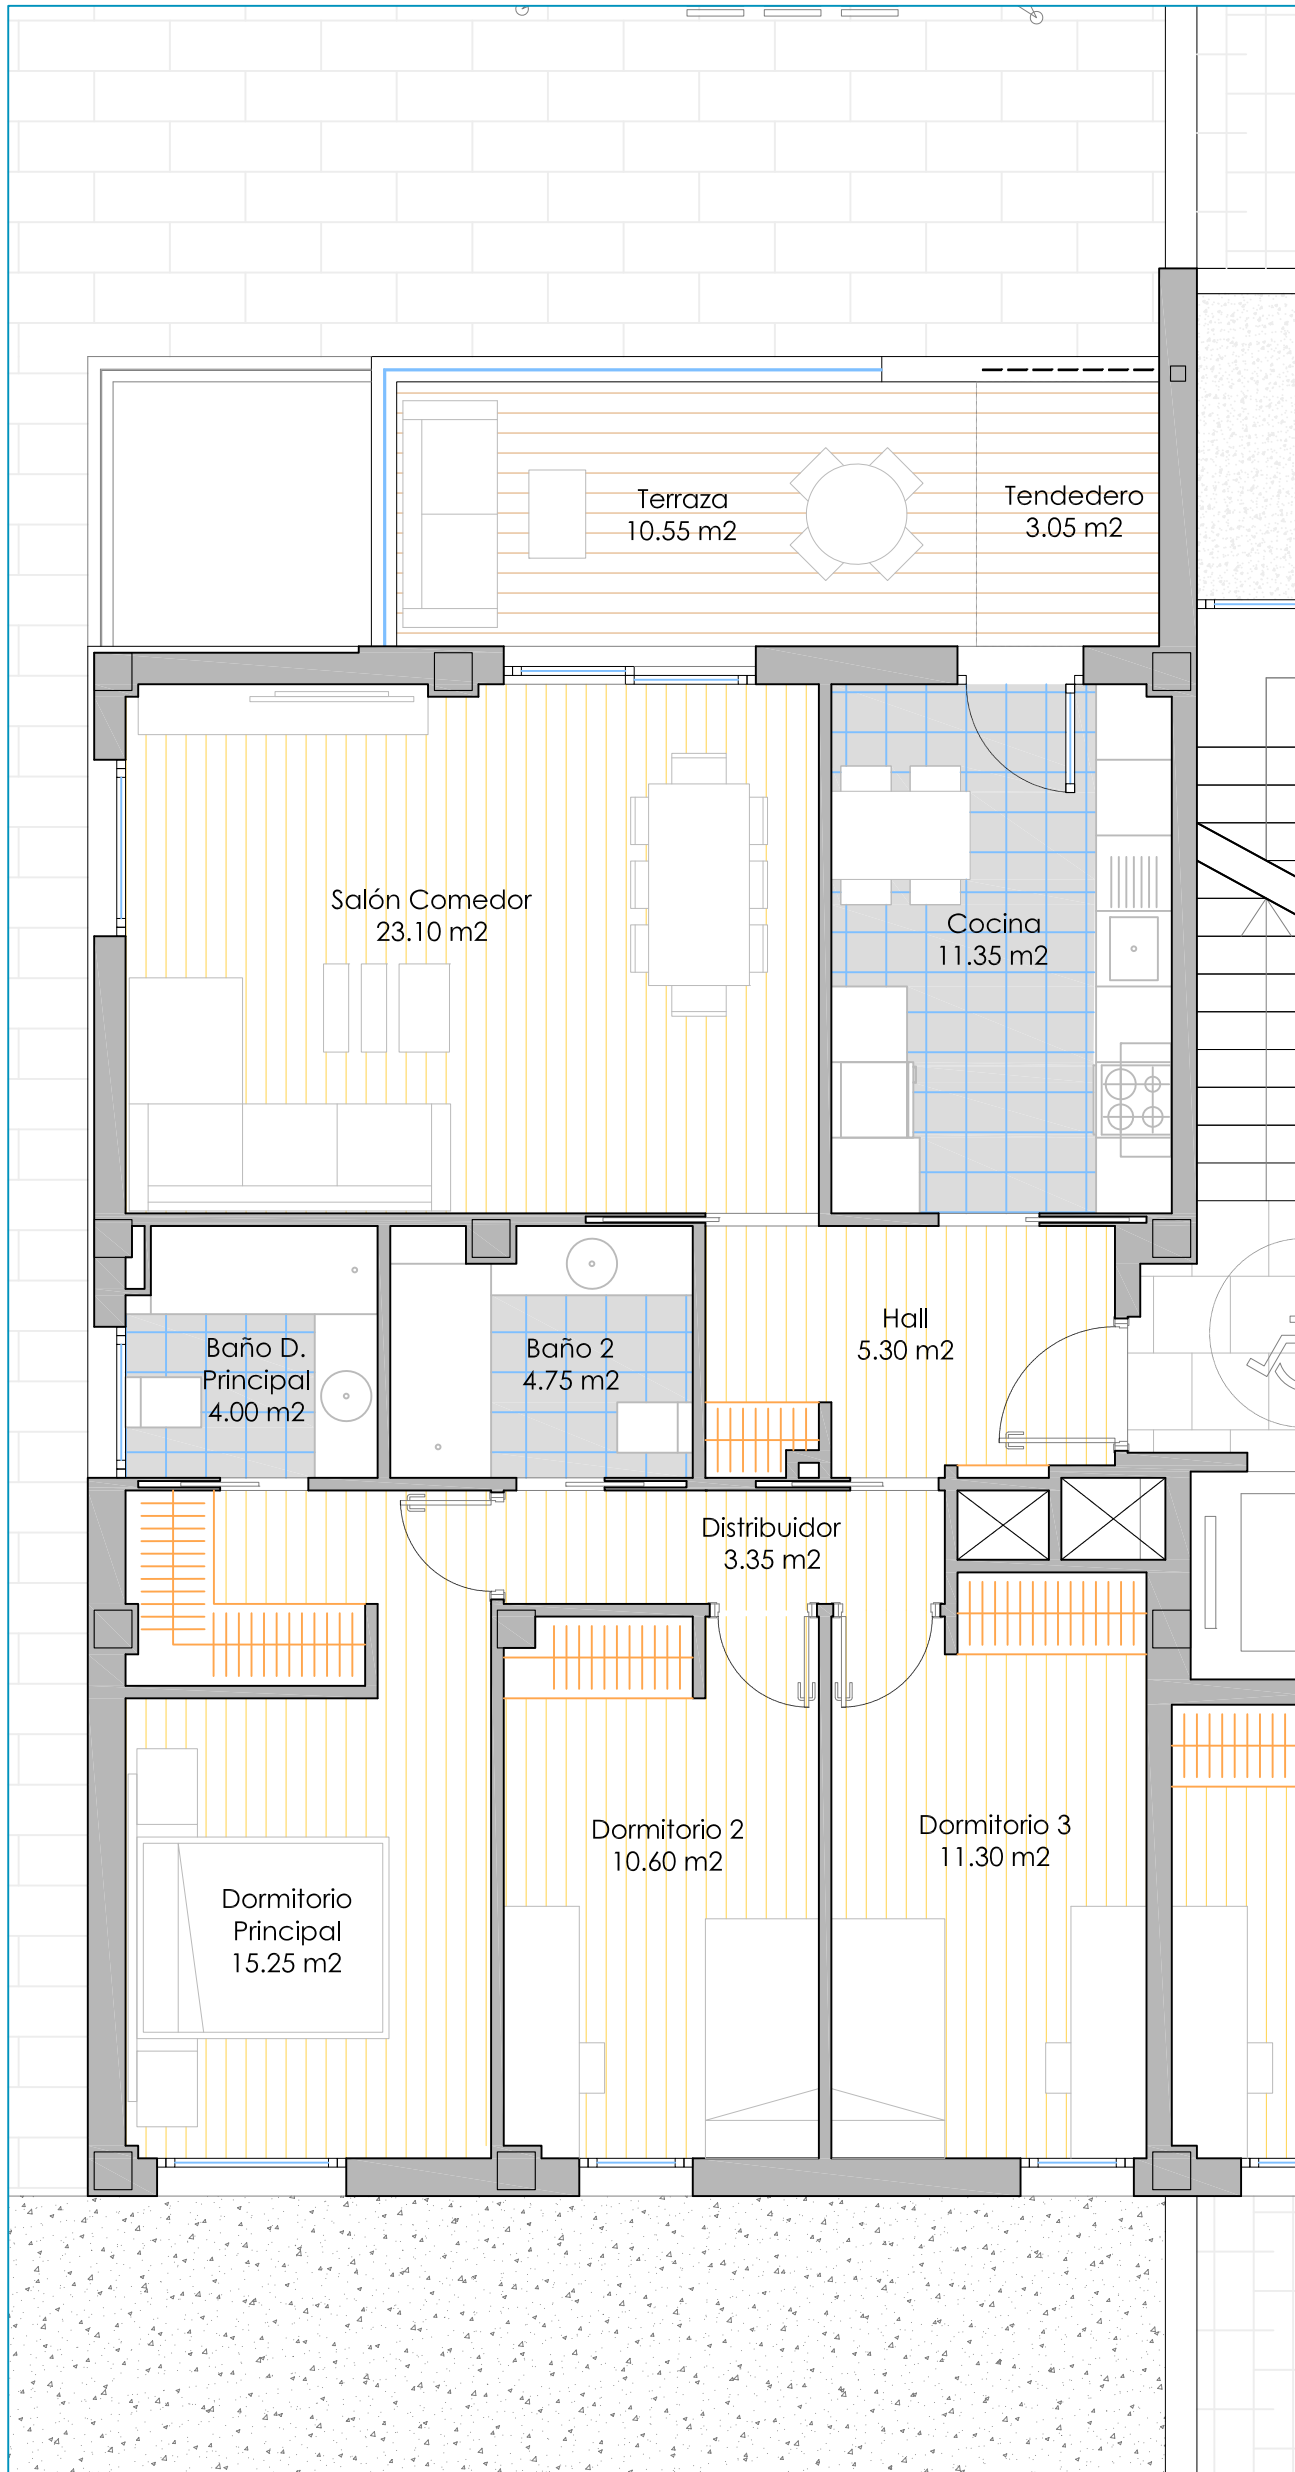 Terraza
10.55 m2
Tendedero
3.05 m2
Salón Comedor
23.10 m2
Cocina
11.35 m2
Hall
5.30 m2
Baño D.
Principal
4.00 m2
Baño 2
4.75 m2
Distribuidor
3.35 m2
Dormitorio 2
10.60 m2
Dormitorio 3
11.30 m2
Dormitorio
Principal
15.25 m2